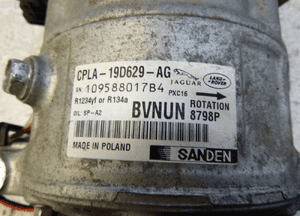 CPLA-19D629-AG
JAGUAR LAND-ROVER
SN 109588017B4 PXC16
R1234yf or R134a
BVNUN ROTATION
OIL: SP-A2 8798P
MADE IN POLAND SANDEN